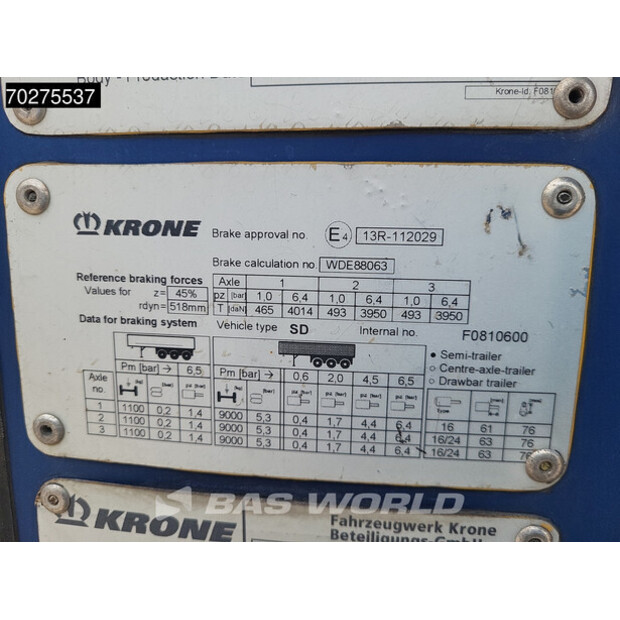 Body - Production Da
Krone-Id. F081
70275537
KRONE
Brake approval no. E4 13R-112029
Brake calculation no WDE88063
Reference braking forces
Values for z= 45%
rdyn= 518mm
Axle 1 2 3
pz [bar] 1,0 6,4 1,0 6,4 1,0 6,4
T [daN] 465 4014 493 3950 493 3950
Data for braking system
Vehicle type SD Internal no. F0810600
Semi-trailer
Centre-axle-trailer
Drawbar trailer
Pm [bar] → 6,5 Pm [bar] → 0,6 2,0 4,5 6,5
Axle no.
1 1100 0,2 1,4 9000 5,3 0,4 1,7 4,4 6,4 16 61 76
2 1100 0,2 1,4 9000 5,3 0,4 1,7 4,4 6,4 16/24 63 76
3 1100 0,2 1,4 9000 5,3 0,4 1,7 4,4 6,4 16/24 63 76
BAS WORLD
KRONE
Fahrzeugwerk Krone
Beteiligungs-GmbH